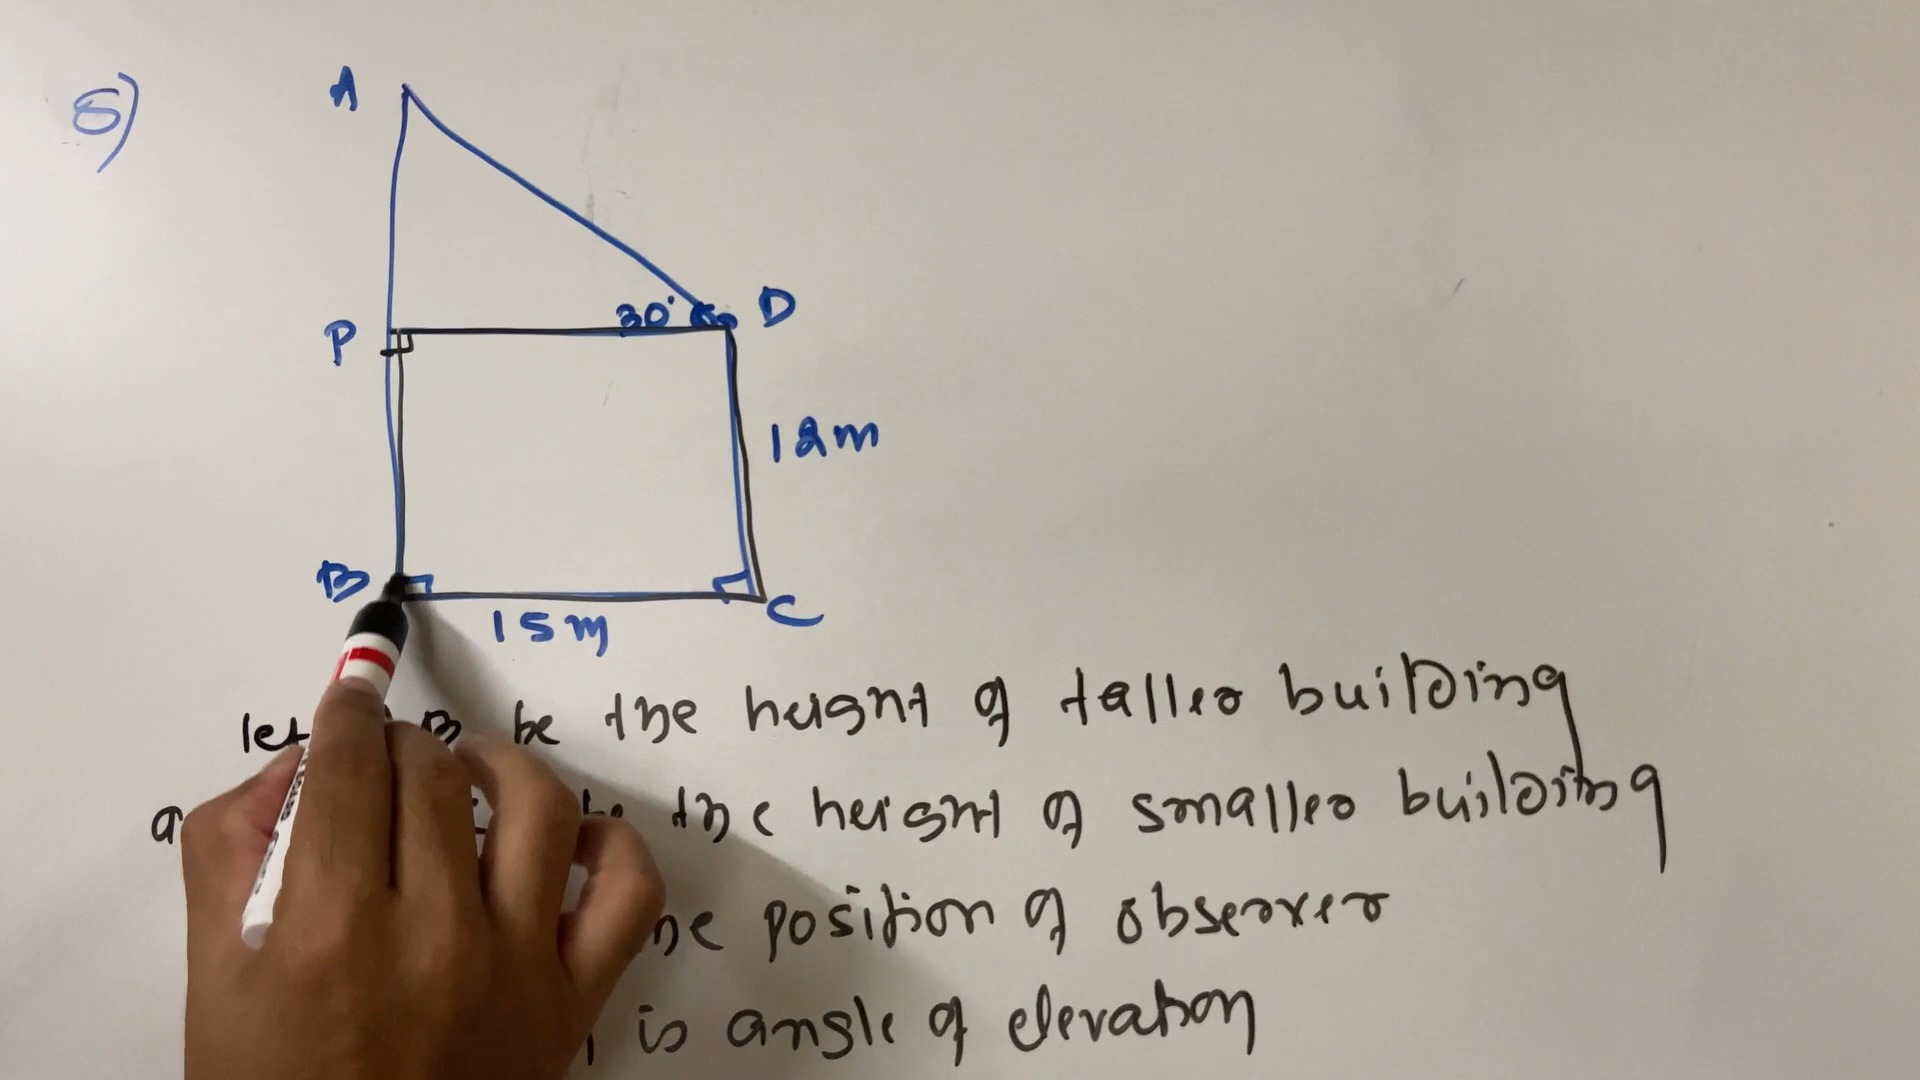 8)
A
30° D
P
12m
B
15m C
let B be the height of taller building
the height of smaller building
position of observer
is angle of elevation